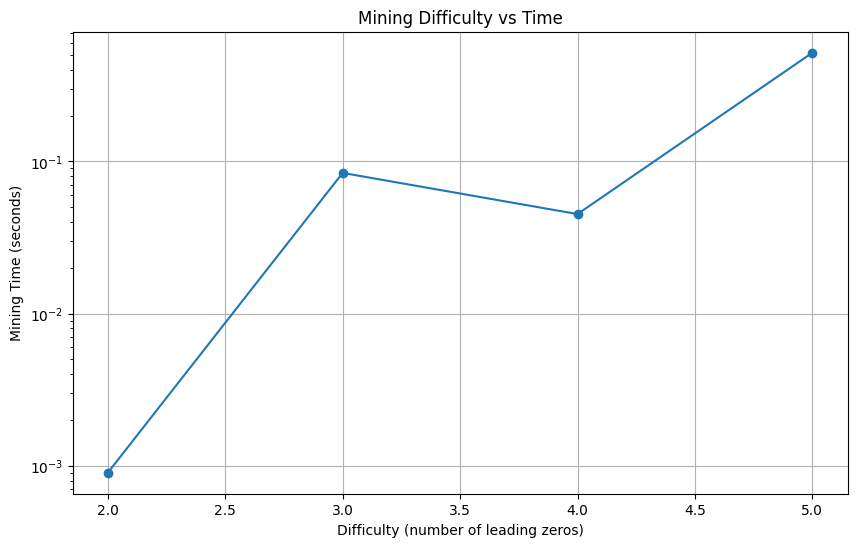 Mining Difficulty vs Time
Mining Time (seconds)
10⁻¹
10⁻²
10⁻³
2.0 2.5 3.0 3.5 4.0 4.5 5.0
Difficulty (number of leading zeros)